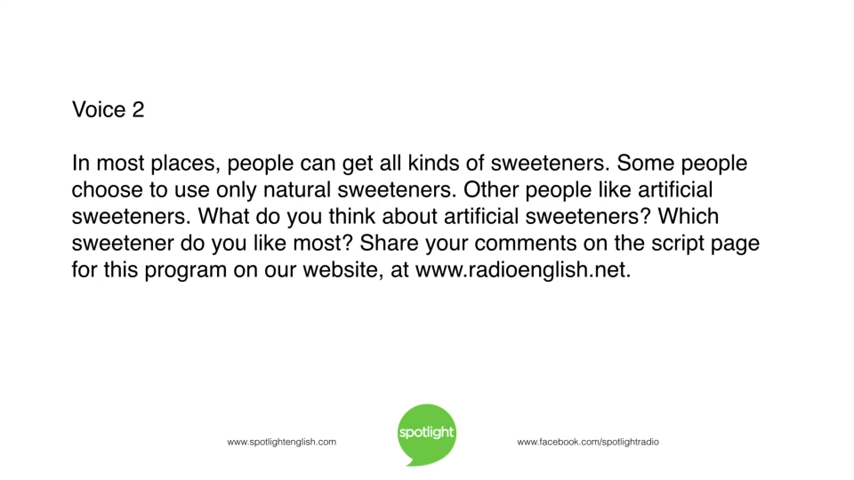 Voice 2
In most places, people can get all kinds of sweeteners. Some people
choose to use only natural sweeteners. Other people like artificial
sweeteners. What do you think about artificial sweeteners? Which
sweetener do you like most? Share your comments on the script page
for this program on our website, at www.radioenglish.net.
www.spotlightenglish.com
spotlight
www.facebook.com/spotlightradio